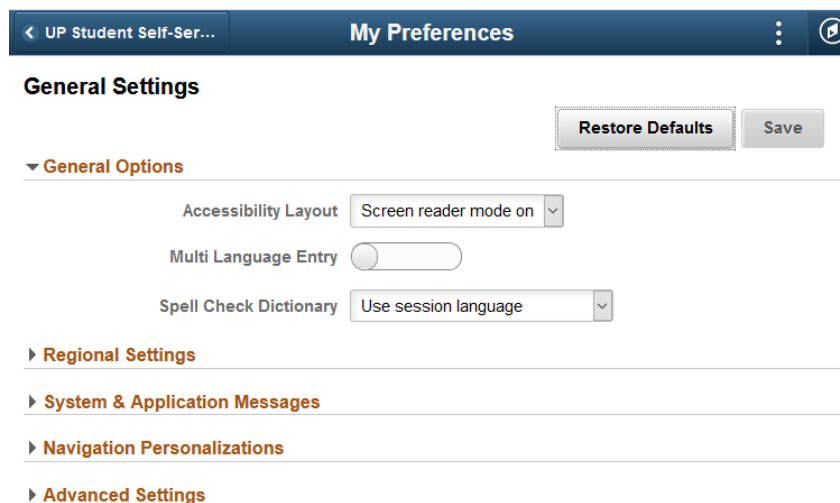 UP Student Self-Ser...
My Preferences
General Settings
Restore Defaults
Save
General Options
Accessibility Layout Screen reader mode on
Multi Language Entry
Spell Check Dictionary Use session language
Regional Settings
System & Application Messages
Navigation Personalizations
Advanced Settings